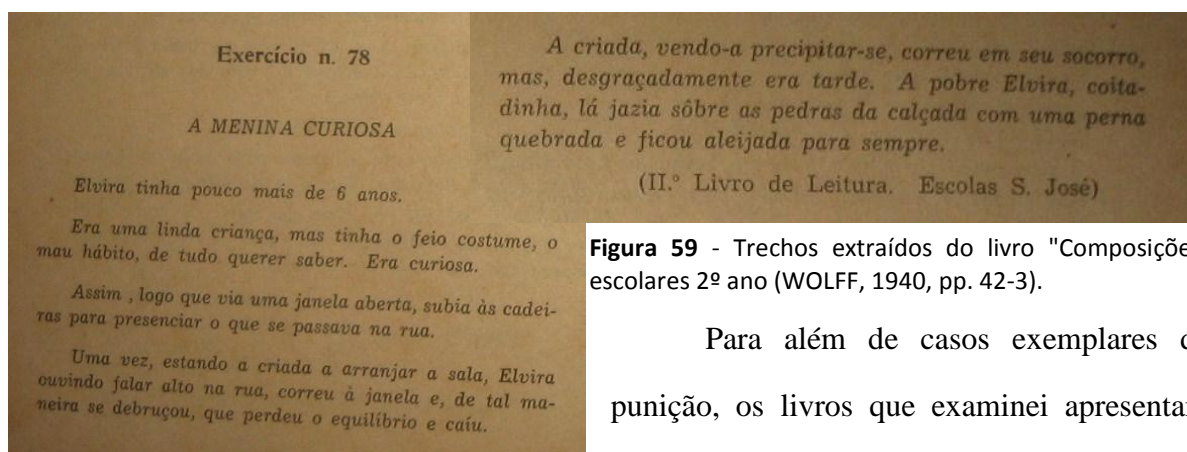 Exercício n. 78
A MENINA CURIOSA
Elvira tinha pouco mais de 6 anos.
Era uma linda criança, mas tinha o feio costume, o
mau hábito, de tudo querer saber. Era curiosa.
Assim , logo que via uma janela aberta, subia às cadei-
ras para presenciar o que se passava na rua.
Uma vez, estando a criada a arranjar a sala, Elvira
ouvindo falar alto na rua, correu à janela e, de tal ma-
neira se debruçou, que perdeu o equilíbrio e caíu.
A criada, vendo-a precipitar-se, correu em seu socorro,
mas, desgraçadamente era tarde. A pobre Elvira, coita-
dinha, lá jazia sôbre as pedras da calçada com uma perna
quebrada e ficou aleijada para sempre.
(II.º Livro de Leitura. Escolas S. José)
Figura 59 - Trechos extraídos do livro "Composiçõe
escolares 2º ano (WOLFF, 1940, pp. 42-3).
Para além de casos exemplares
punição, os livros que examinei apresenta